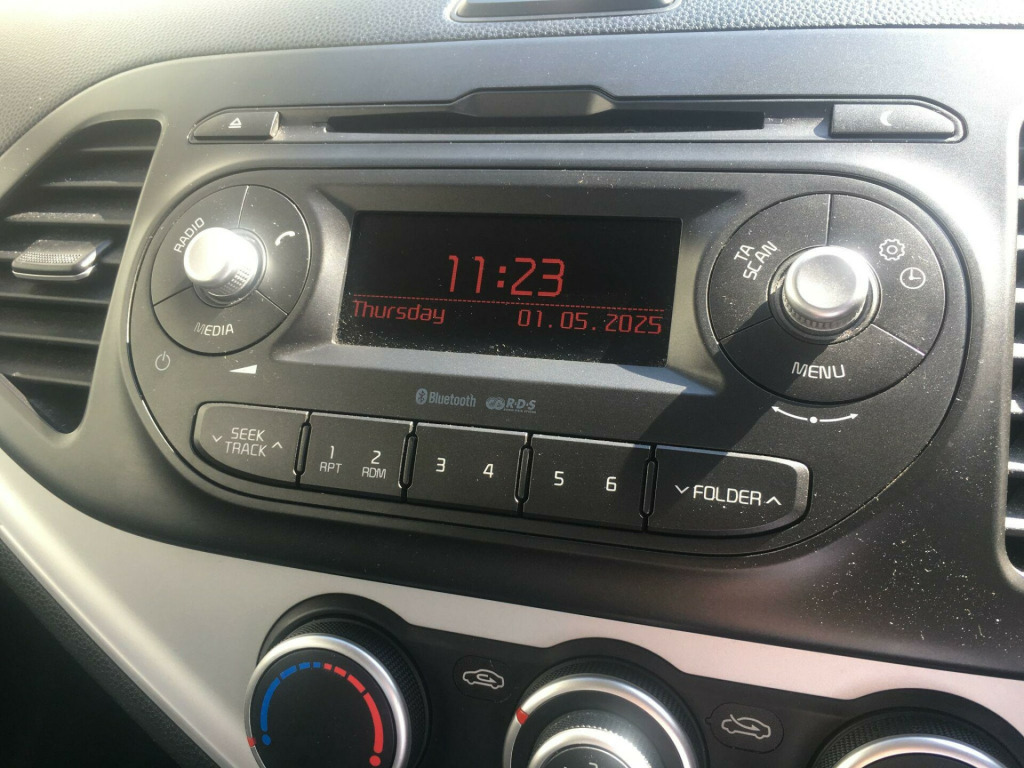 RADIO
MEDIA
11:23
Thursday 01.05.2025
TA
SCAN
MENU
Bluetooth R·D·S
SEEK
TRACK
1 2
RPT RDM
3 4
5 6
FOLDER